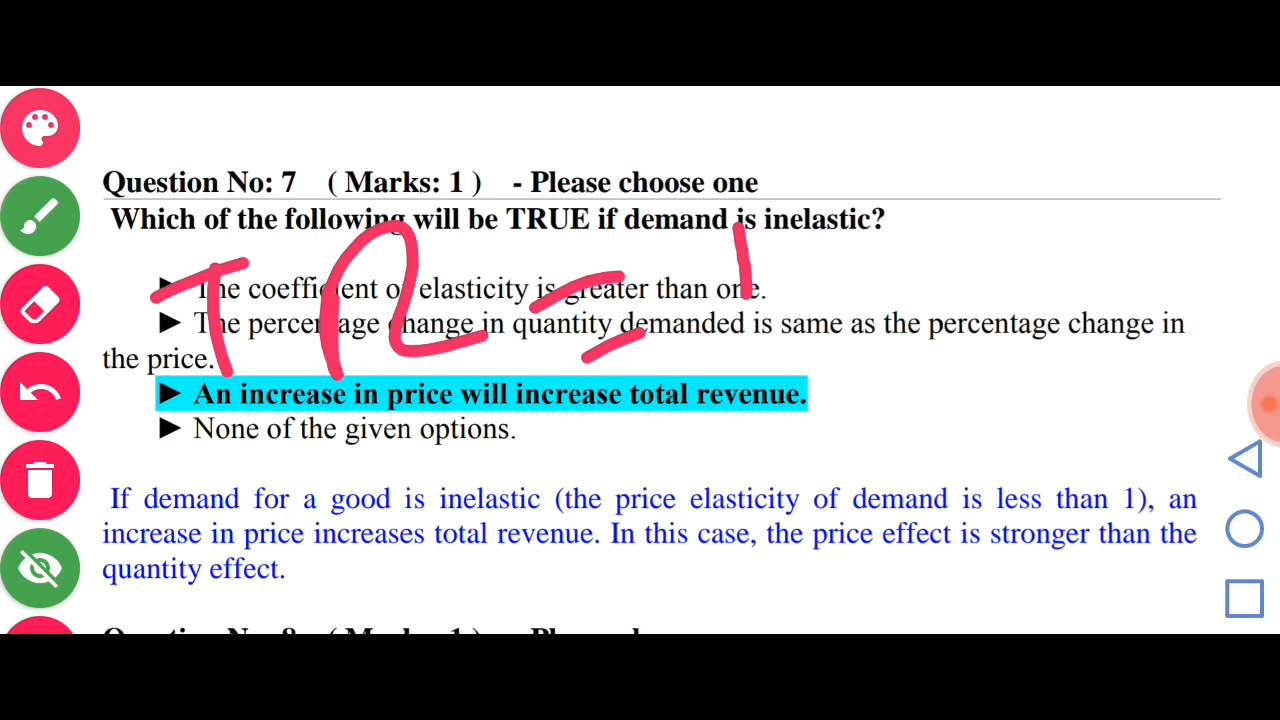 Question No: 7 ( Marks: 1 ) - Please choose one
Which of the following will be TRUE if demand is inelastic?
► The coefficient of elasticity is greater than one.
► The percentage change in quantity demanded is same as the percentage change in
the price.
TR =
► An increase in price will increase total revenue.
► None of the given options.
If demand for a good is inelastic (the price elasticity of demand is less than 1), an
increase in price increases total revenue. In this case, the price effect is stronger than the
quantity effect.